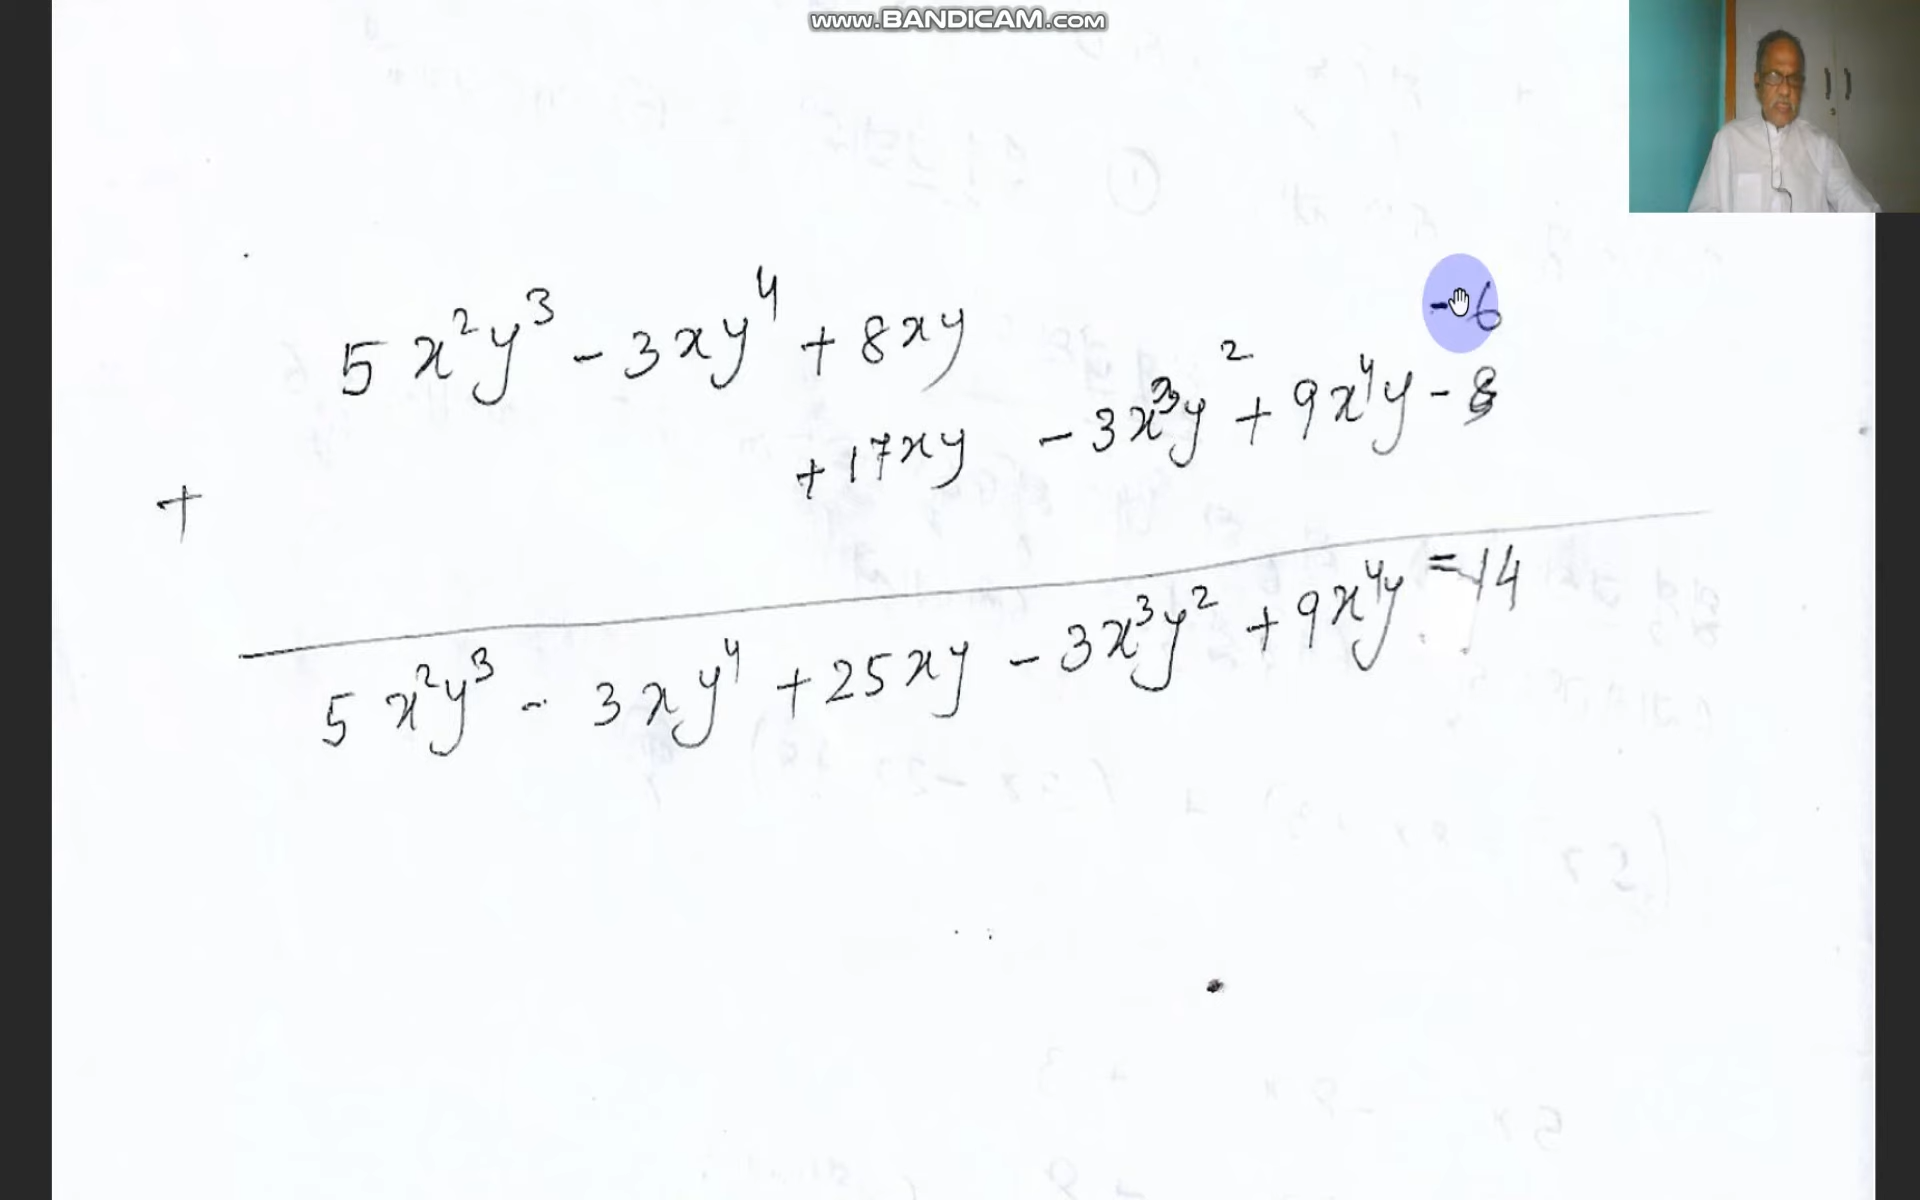 www.BANDICAM.com
5x²y³ - 3xy⁴ + 8xy -6
+ +17xy - 3x³y² + 9x⁴y - 8
5x²y³ - 3xy⁴ + 25xy - 3x³y² + 9x⁴y = 14